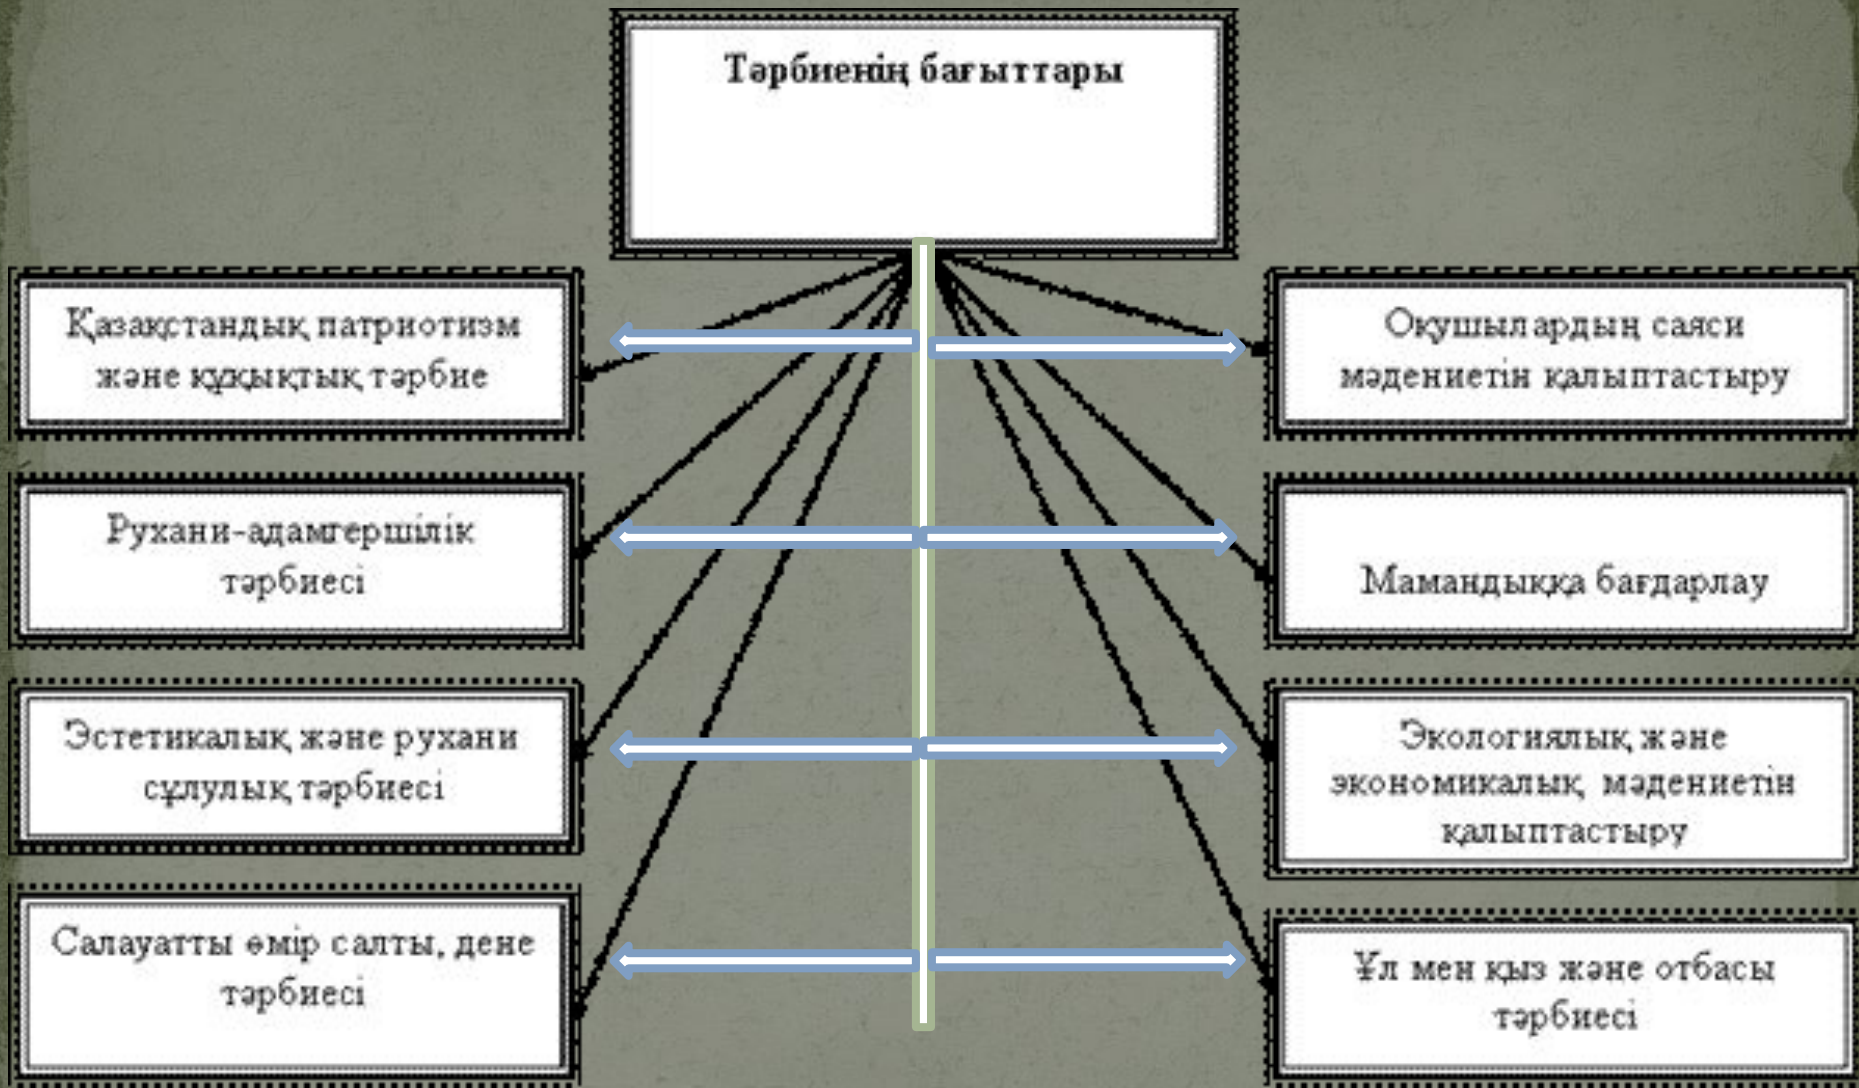 Тәрбиенің бағыттары
Қазақстандық патриотизм
және құқықтық тәрбие
Рухани-адамгершілік
тәрбиесі
Эстетикалық және рухани
сұлулық тәрбиесі
Салауатты өмір салты, дене
тәрбиесі
Оқушылардың саяси
мәдениетін қалыптастыру
Мамандыққа бағдарлау
Экологиялық және
экономикалық мәдениетін
қалыптастыру
Ұл мен қыз және отбасы
тәрбиесі